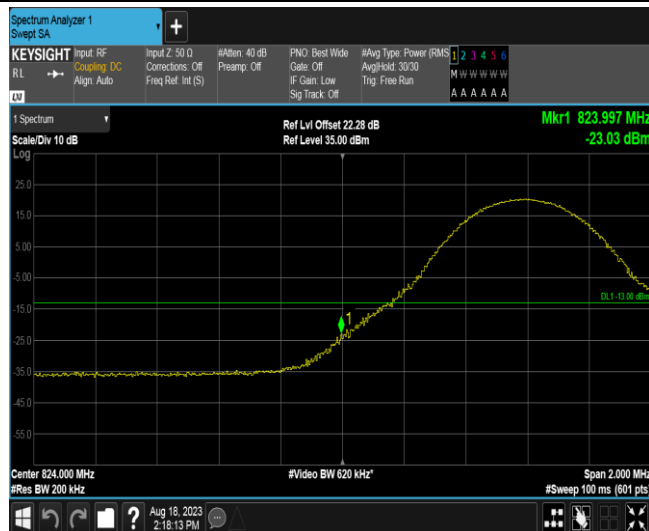 Spectrum Analyzer 1
Swept SA
+
KEYSIGHT
RL
Input: RF
Coupling: DC
Align: Auto
Input Z: 50 Ω
Corrections: Off
Freq Ref: Int (S)
#Atten: 40 dB
Preamp: Off
PNO: Best Wide
Gate: Off
IF Gain: Low
Sig Track: Off
#Avg Type: Power (RMS
Avg|Hold: 30/30
Trig: Free Run
1 2 3 4 5 6
M W W W W W
A A A A A A
1 Spectrum
Scale/Div 10 dB
Ref Lvl Offset 22.28 dB
Ref Level 35.00 dBm
Mkr1 823.997 MHz
-23.03 dBm
Log
25.0
15.0
5.00
-5.00
DL1 -13.00 dBm
-15.0
1
-25.0
-35.0
-45.0
-55.0
Center 824.000 MHz
#Video BW 620 kHz*
Span 2.000 MHz
#Res BW 200 kHz
#Sweep 100 ms (601 pts)
?
Aug 18, 2023
2:18:13 PM